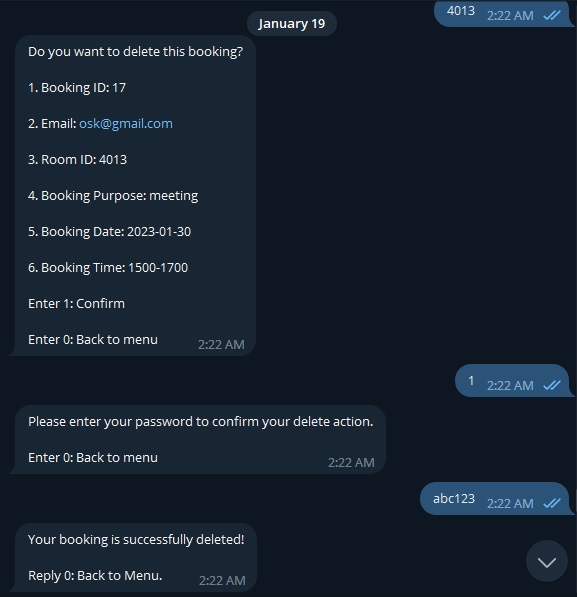 4013 2:22 AM
January 19
Do you want to delete this booking?
1. Booking ID: 17
2. Email: osk@gmail.com
3. Room ID: 4013
4. Booking Purpose: meeting
5. Booking Date: 2023-01-30
6. Booking Time: 1500-1700
Enter 1: Confirm
Enter 0: Back to menu 2:22 AM
1 2:22 AM
Please enter your password to confirm your delete action.
Enter 0: Back to menu 2:22 AM
abc123 2:22 AM
Your booking is successfully deleted!
Reply 0: Back to Menu. 2:22 AM